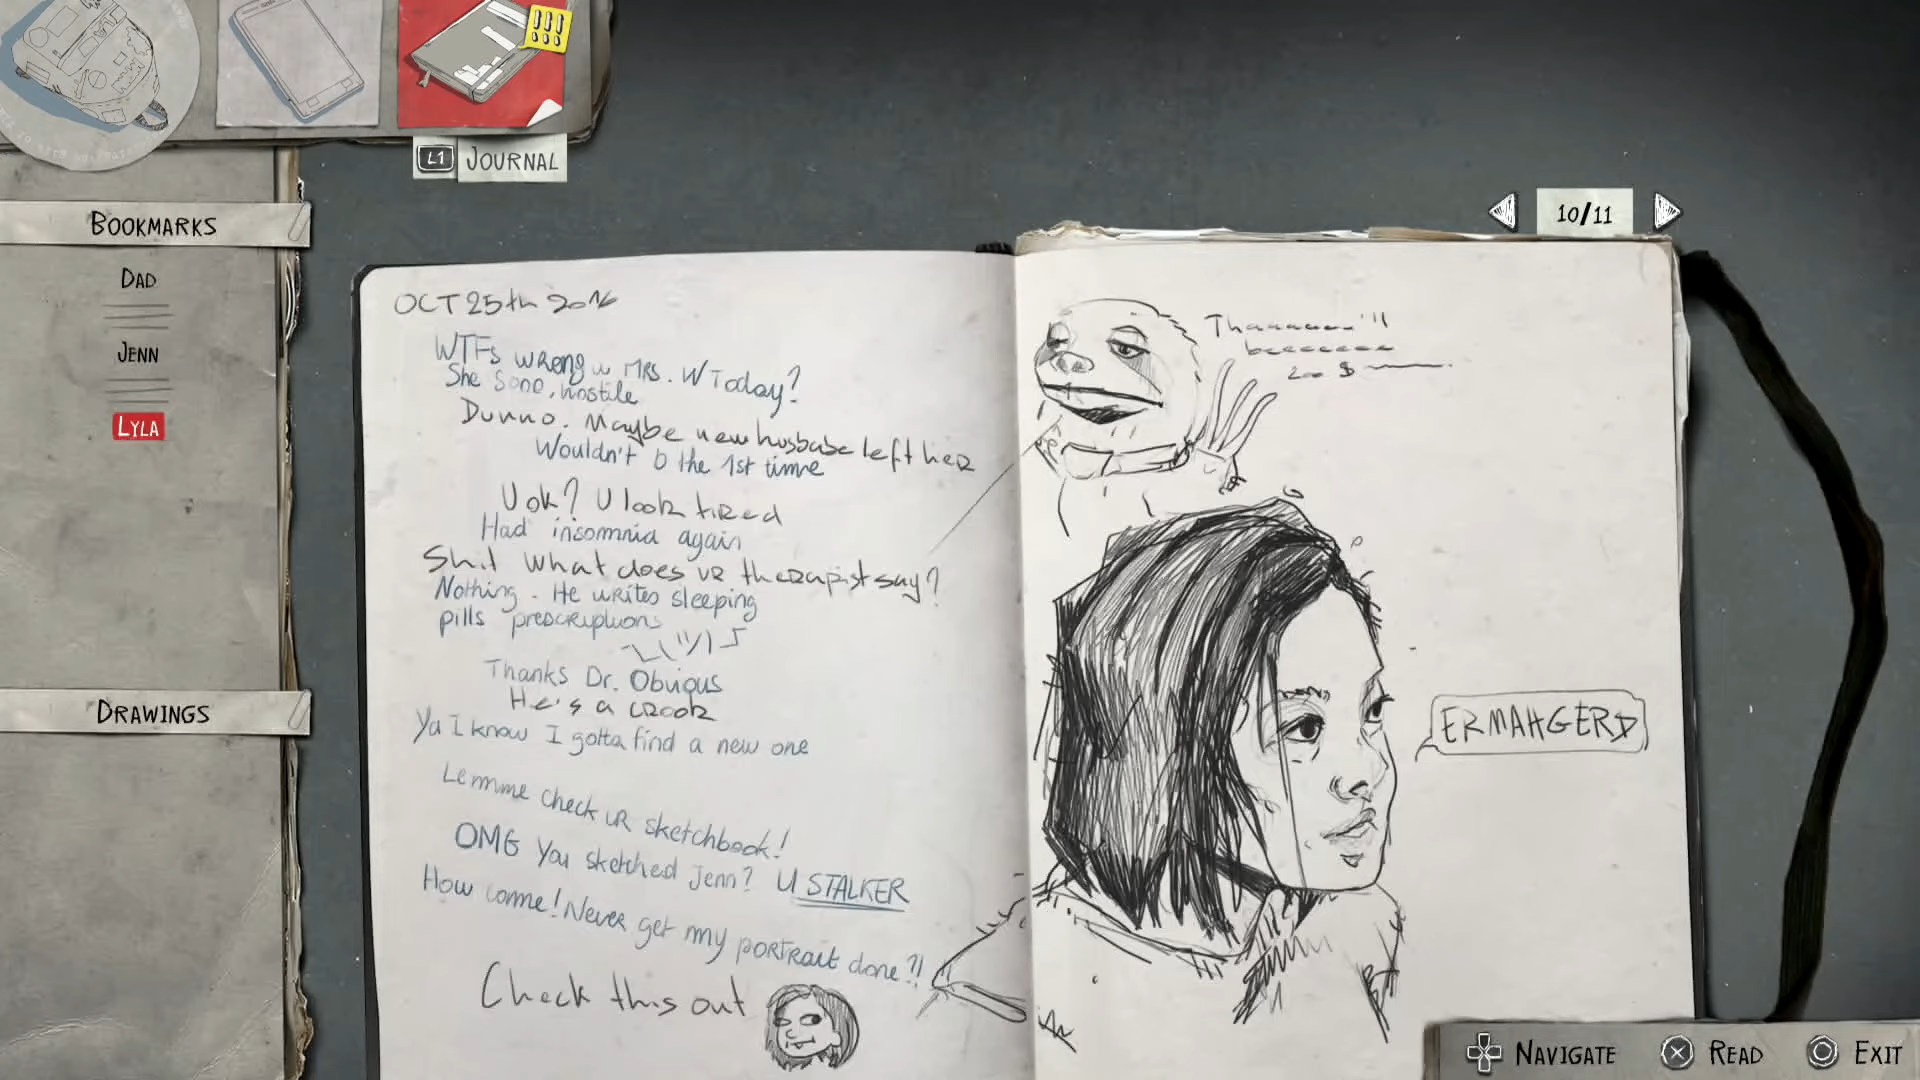 L1 JOURNAL
BOOKMARKS
DAD
JENN
LYLA
DRAWINGS
10/11
OCT 25th 2016
WTFs wrong w MRS. W Today?
She Sooo, hostile
Dunno. Maybe new husbabe left her
Wouldn't b the 1st time
U ok? U look tired
Had insomnia again
Shit what does ur therapist say?
Nothing. He writes sleeping
pills prescriptions
¯\_(ツ)_/¯
Thanks Dr. Obvious
He's a crook
Ya I know I gotta find a new one
Lemme check uR sketchbook!
OMG You sketched Jenn? U STALKER
How come! Never get my portrait done?!
Check this out
2oo $
ERMAHGERD
NAVIGATE
READ
EXIT